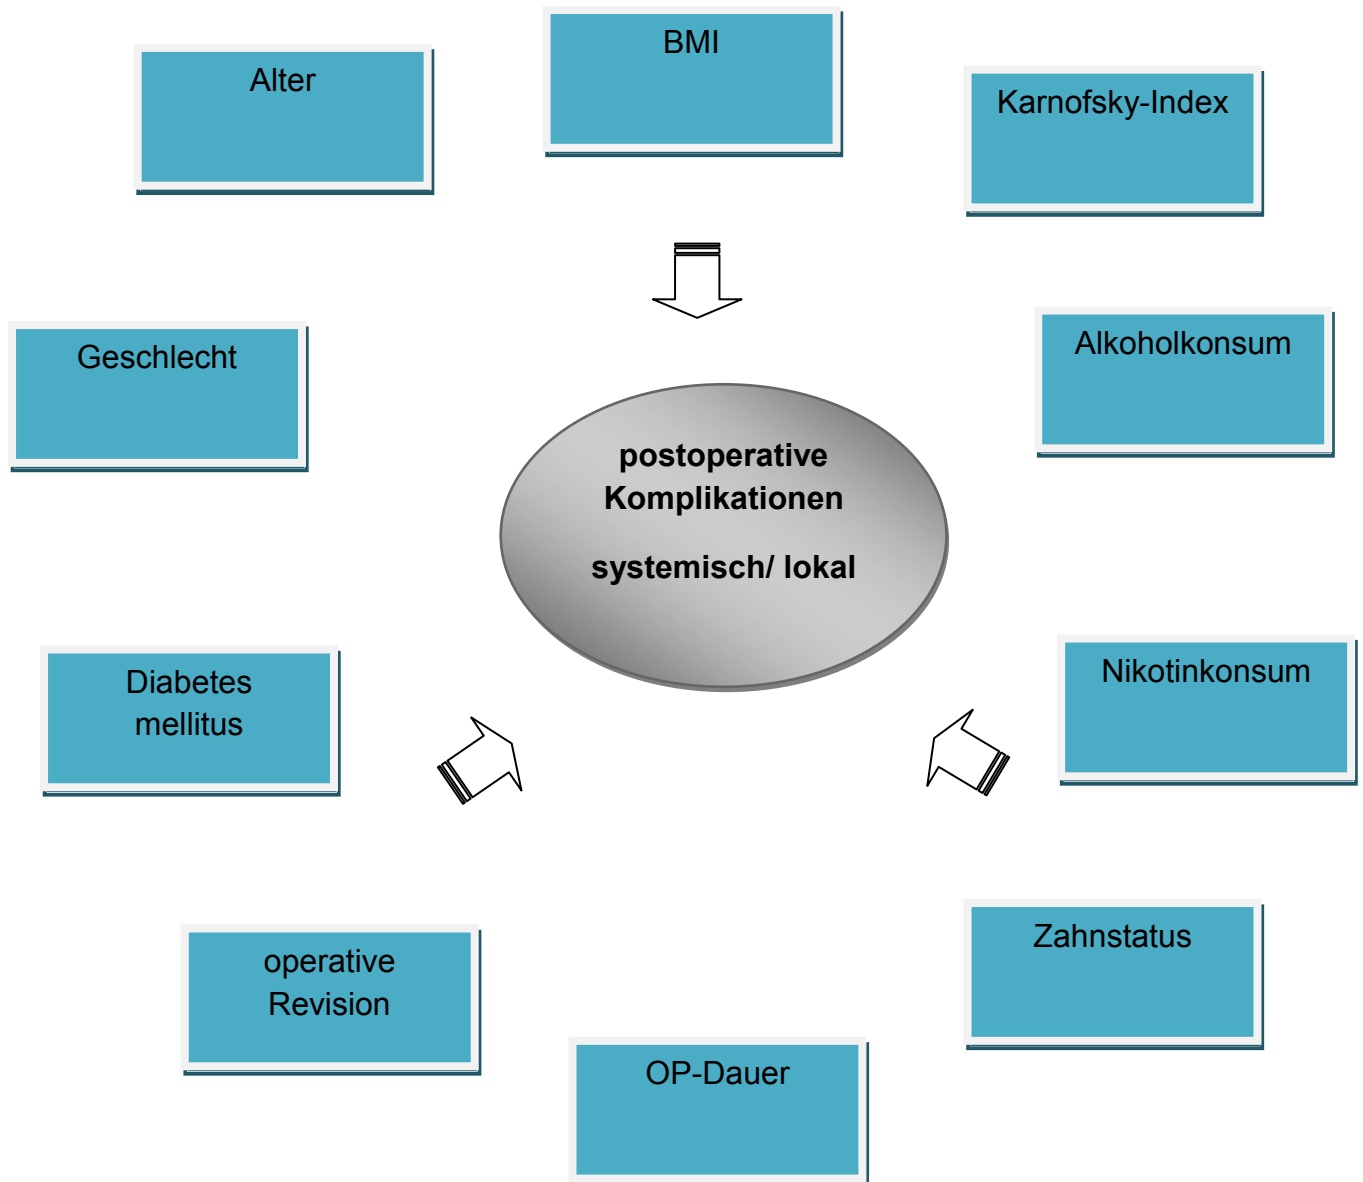 BMI
Alter
Karnofsky-Index
Alkoholkonsum
Geschlecht
postoperative
Komplikationen
systemisch/ lokal
Nikotinkonsum
Diabetes
mellitus
Zahnstatus
operative
Revision
OP-Dauer